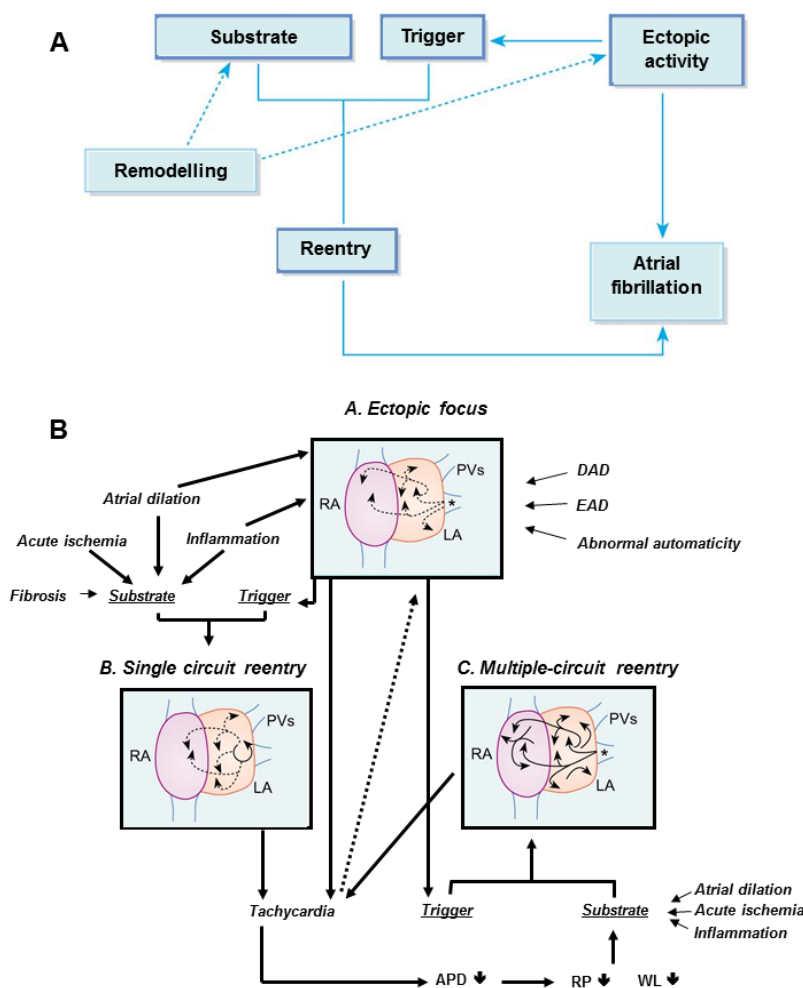 A
Substrate
Trigger
Ectopic
activity
Remodelling
Reentry
Atrial
fibrillation
B
A. Ectopic focus
PVs
RA
*
LA
DAD
EAD
Abnormal automaticity
Atrial dilation
Acute ischemia
Inflammation
Fibrosis
Substrate
Trigger
B. Single circuit reentry
PVs
RA
LA
C. Multiple-circuit reentry
PVs
RA
*
LA
Tachycardia
Trigger
Substrate
Atrial dilation
Acute ischemia
Inflammation
APD
RP
WL